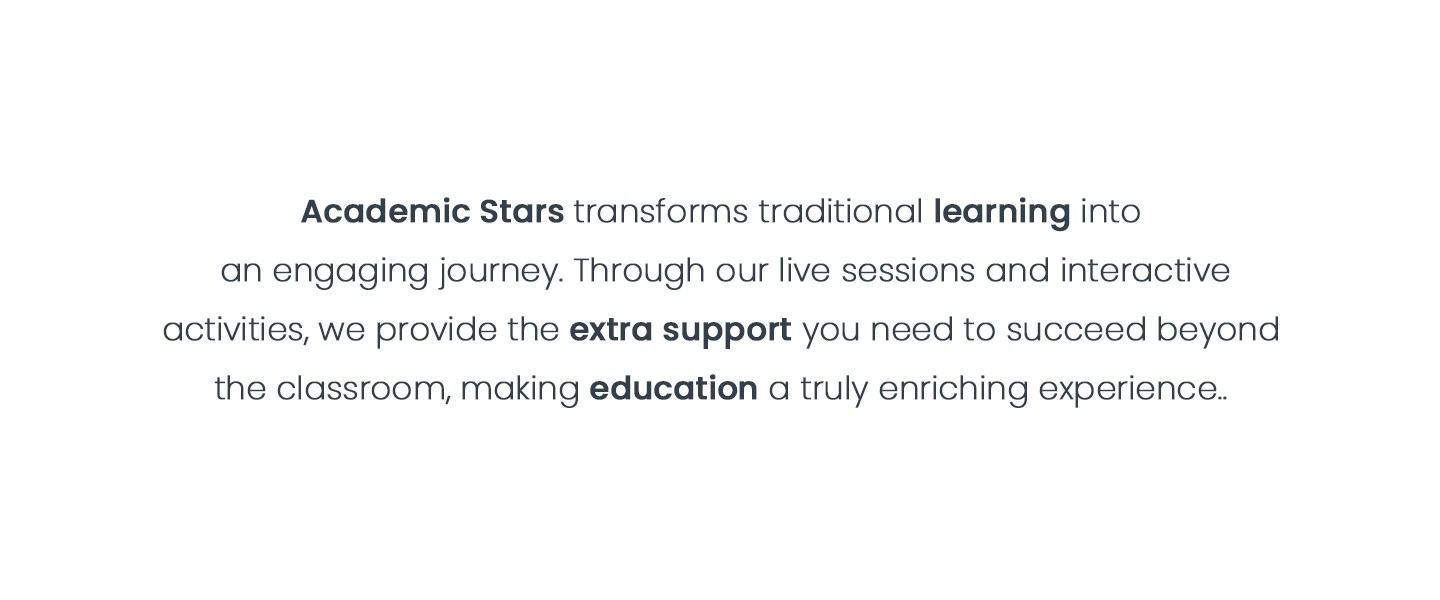 Academic Stars transforms traditional learning into
an engaging journey. Through our live sessions and interactive
activities, we provide the extra support you need to succeed beyond
the classroom, making education a truly enriching experience..